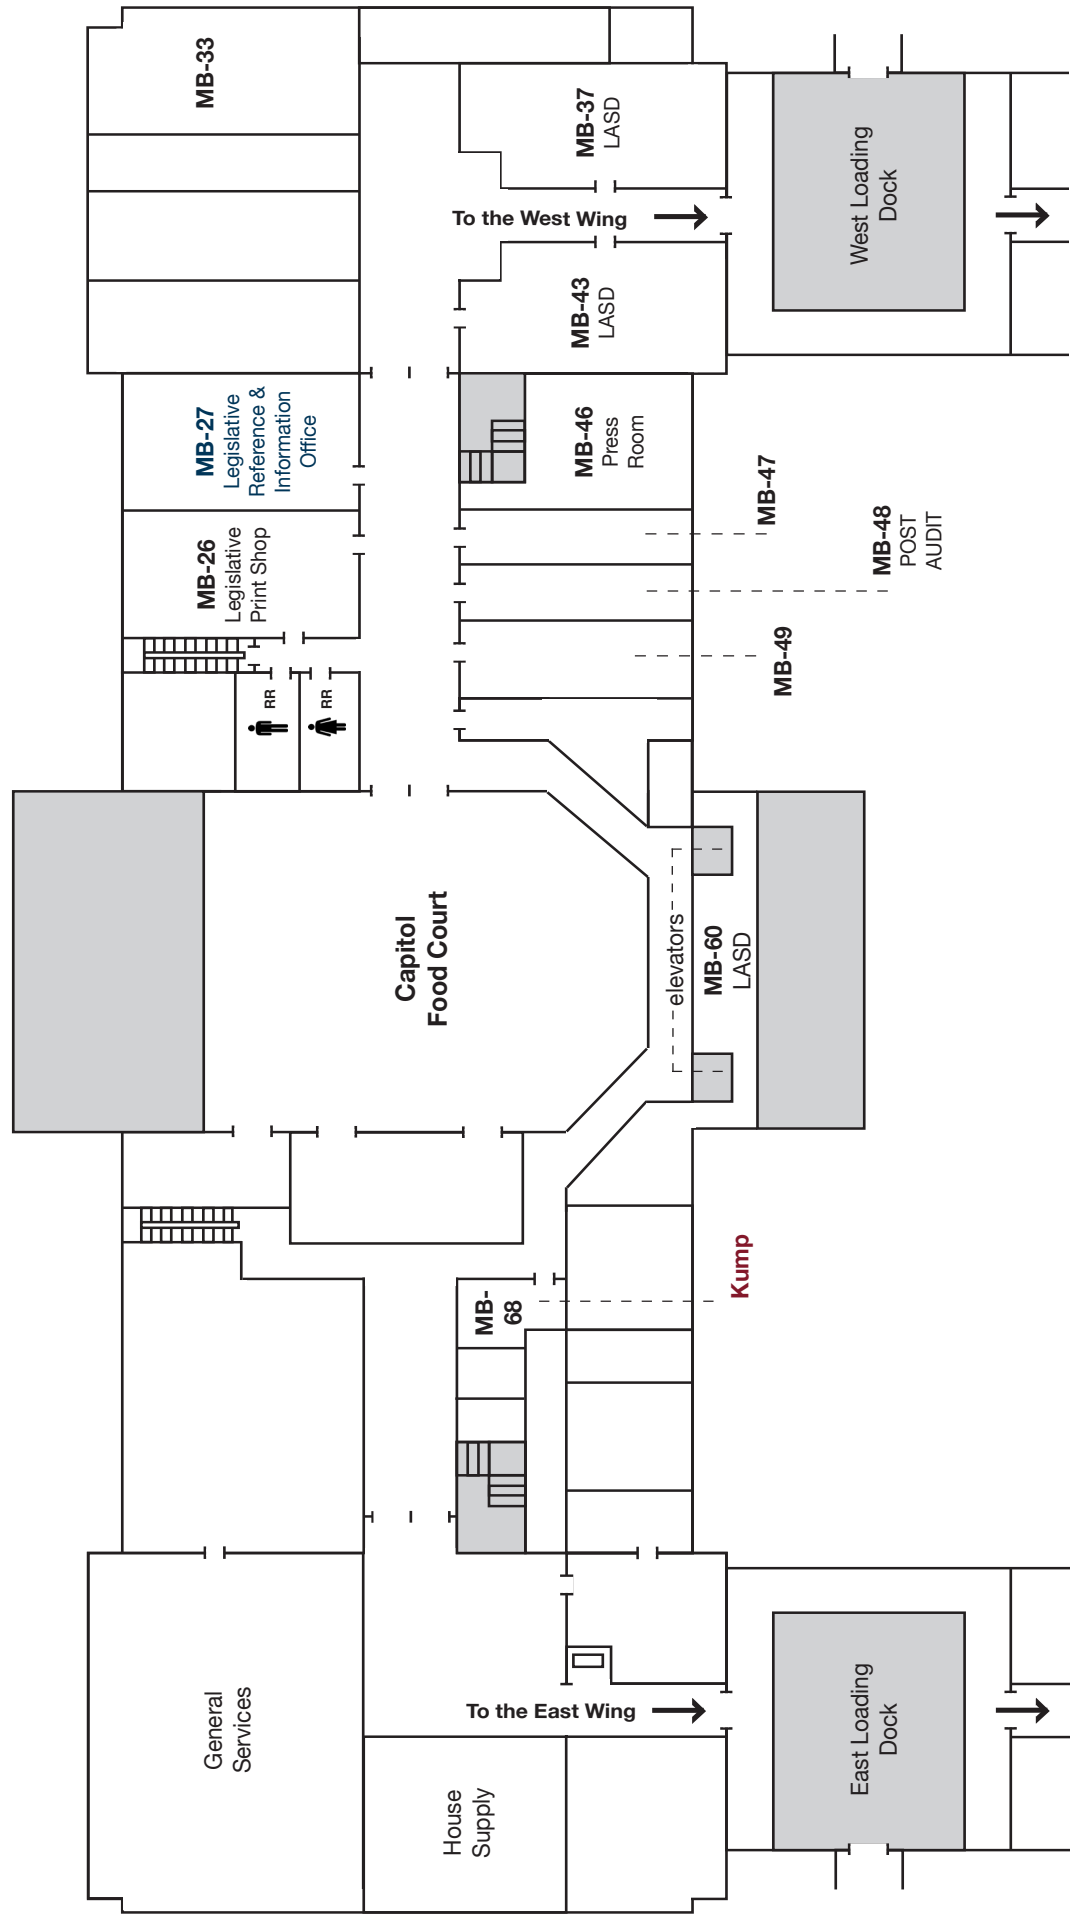 MB-33
MB-37
LASD
West Loading
Dock
To the West Wing
MB-43
LASD
MB-27
Legislative
Reference &
Information
Office
MB-46
Press
Room
MB-47
MB-48
POST
AUDIT
MB-26
Legislative
Print Shop
MB-49
RR
RR
Capitol
Food Court
elevators
MB-60
LASD
Kump
MB-
68
General
Services
To the East Wing
House
Supply
East Loading
Dock